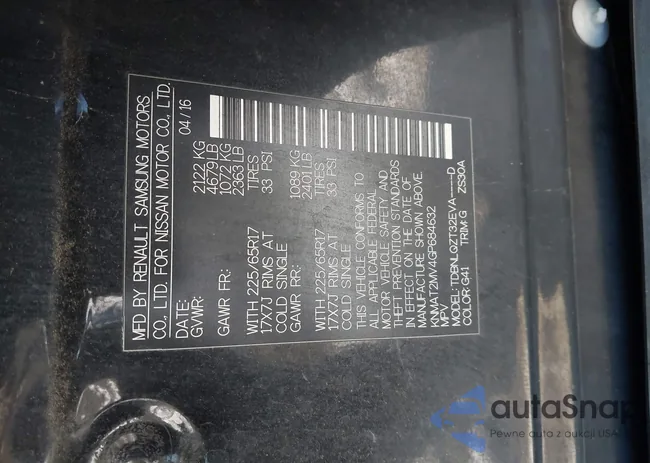 MFD BY RENAULT SAMSUNG MOTORS
CO., LTD. FOR NISSAN MOTOR CO., LTD.
DATE: 04/16
GVWR: 2122 KG
4679 LB
GAWR FR: 1072 KG
2363 LB
WITH 225/65R17 TIRES
17X7J RIMS AT 33 PSI
COLD SINGLE
GAWR RR: 1089 KG
2401 LB
WITH 225/65R17 TIRES
17X7J RIMS AT 33 PSI
COLD SINGLE
THIS VEHICLE CONFORMS TO
ALL APPLICABLE FEDERAL
MOTOR VEHICLE SAFETY AND
THEFT PREVENTION STANDARDS
IN EFFECT ON THE DATE OF
MANUFACTURE SHOWN ABOVE.
KNMAT2MV4GP684632
MPV
MODEL: TDBNLQZT32EVA-----D
COLOR: G41 TRIM: G ZS30A
autaSnap
Pewne auta z aukcji USA